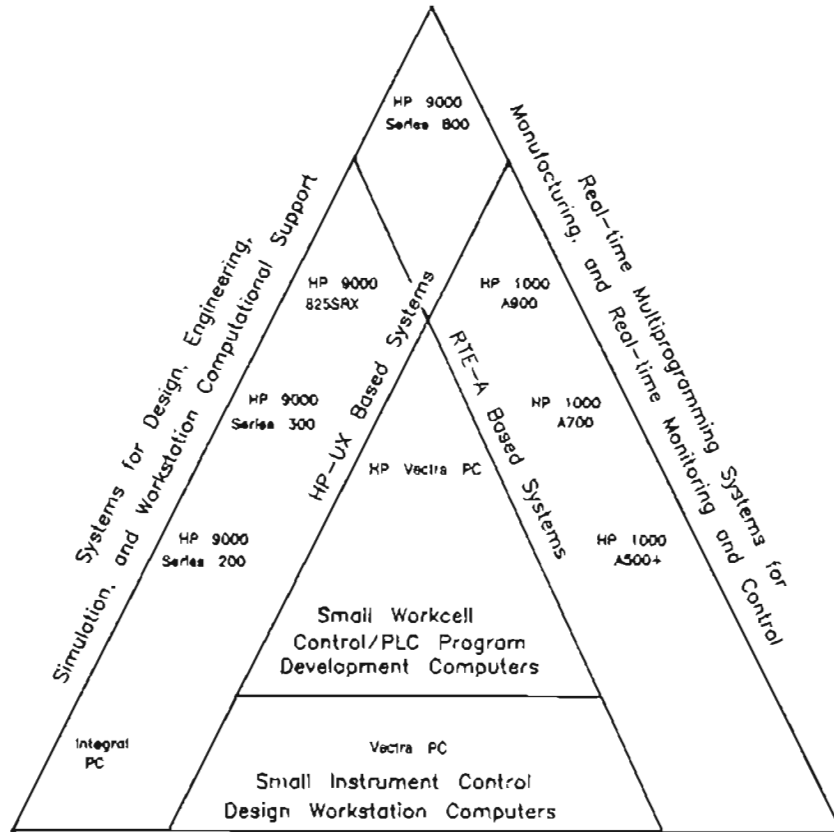 HP 9000
Series 800
Systems for Design, Engineering,
Simulation, and Workstation Computational Support
Real-time Multiprogramming Systems for
Manufacturing, and Real-time Monitoring and Control
HP 9000
825SRX
HP-UX Based Systems
HP 1000
A900
RTE-A Based Systems
HP 9000
Series 300
HP 1000
A700
HP Vectra PC
HP 9000
Series 200
HP 1000
A500+
Small Workcell
Control/PLC Program
Development Computers
Integral
PC
Vectra PC
Small Instrument Control
Design Workstation Computers